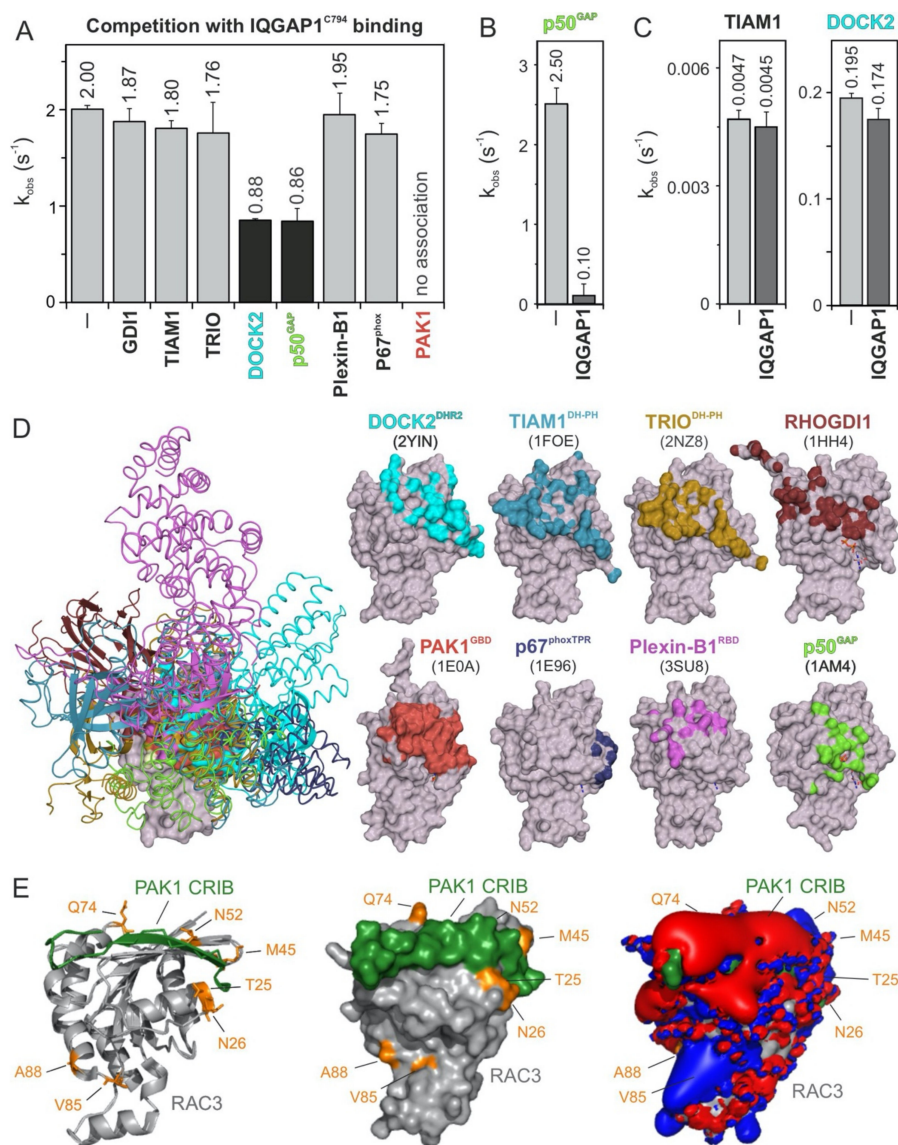 A
Competition with IQGAP1C794 binding
kobs (s-1)
2
1
0
2.00
1.87
1.80
1.76
0.88
0.86
1.95
1.75
no association
–
GDI1
TIAM1
TRIO
DOCK2
p50GAP
Plexin-B1
P67phox
PAK1
B
p50GAP
kobs (s-1)
3
2
1
0
2.50
0.10
–
IQGAP1
C
TIAM1
kobs (s-1)
0.006
0.003
0
0.0047
0.0045
–
IQGAP1
DOCK2
kobs (s-1)
0.2
0.1
0
0.195
0.174
–
IQGAP1
D
DOCK2DHR2
(2YIN)
TIAM1DH-PH
(1FOE)
TRIODH-PH
(2NZ8)
RHOGDI1
(1HH4)
PAK1GBD
(1E0A)
p67phoxTPR
(1E96)
Plexin-B1RBD
(3SU8)
p50GAP
(1AM4)
E
PAK1 CRIB
Q74
N52
M45
T25
N26
A88
V85
RAC3
PAK1 CRIB
Q74
N52
M45
T25
N26
A88
V85
RAC3
PAK1 CRIB
Q74
N52
M45
T25
N26
A88
V85
RAC3